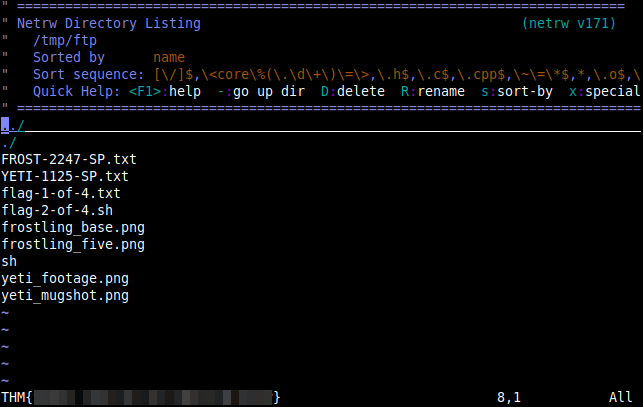 " ============================================================================
" Netrw Directory Listing                                        (netrw v171)
"   /tmp/ftp
"   Sorted by      name
"   Sort sequence: [\/]$,\<core\%(\.\d\+\)\=\>,\.h$,\.c$,\.cpp$,\~\=\*$,*,\.o$,\
"   Quick Help: <F1>:help  -:go up dir  D:delete  R:rename  s:sort-by  x:special
" ==============================================================================
../
./
FROST-2247-SP.txt
YETI-1125-SP.txt
flag-1-of-4.txt
flag-2-of-4.sh
frostling_base.png
frostling_five.png
sh
yeti_footage.png
yeti_mugshot.png
~
~
~
~
~
THM{ } 8,1 All